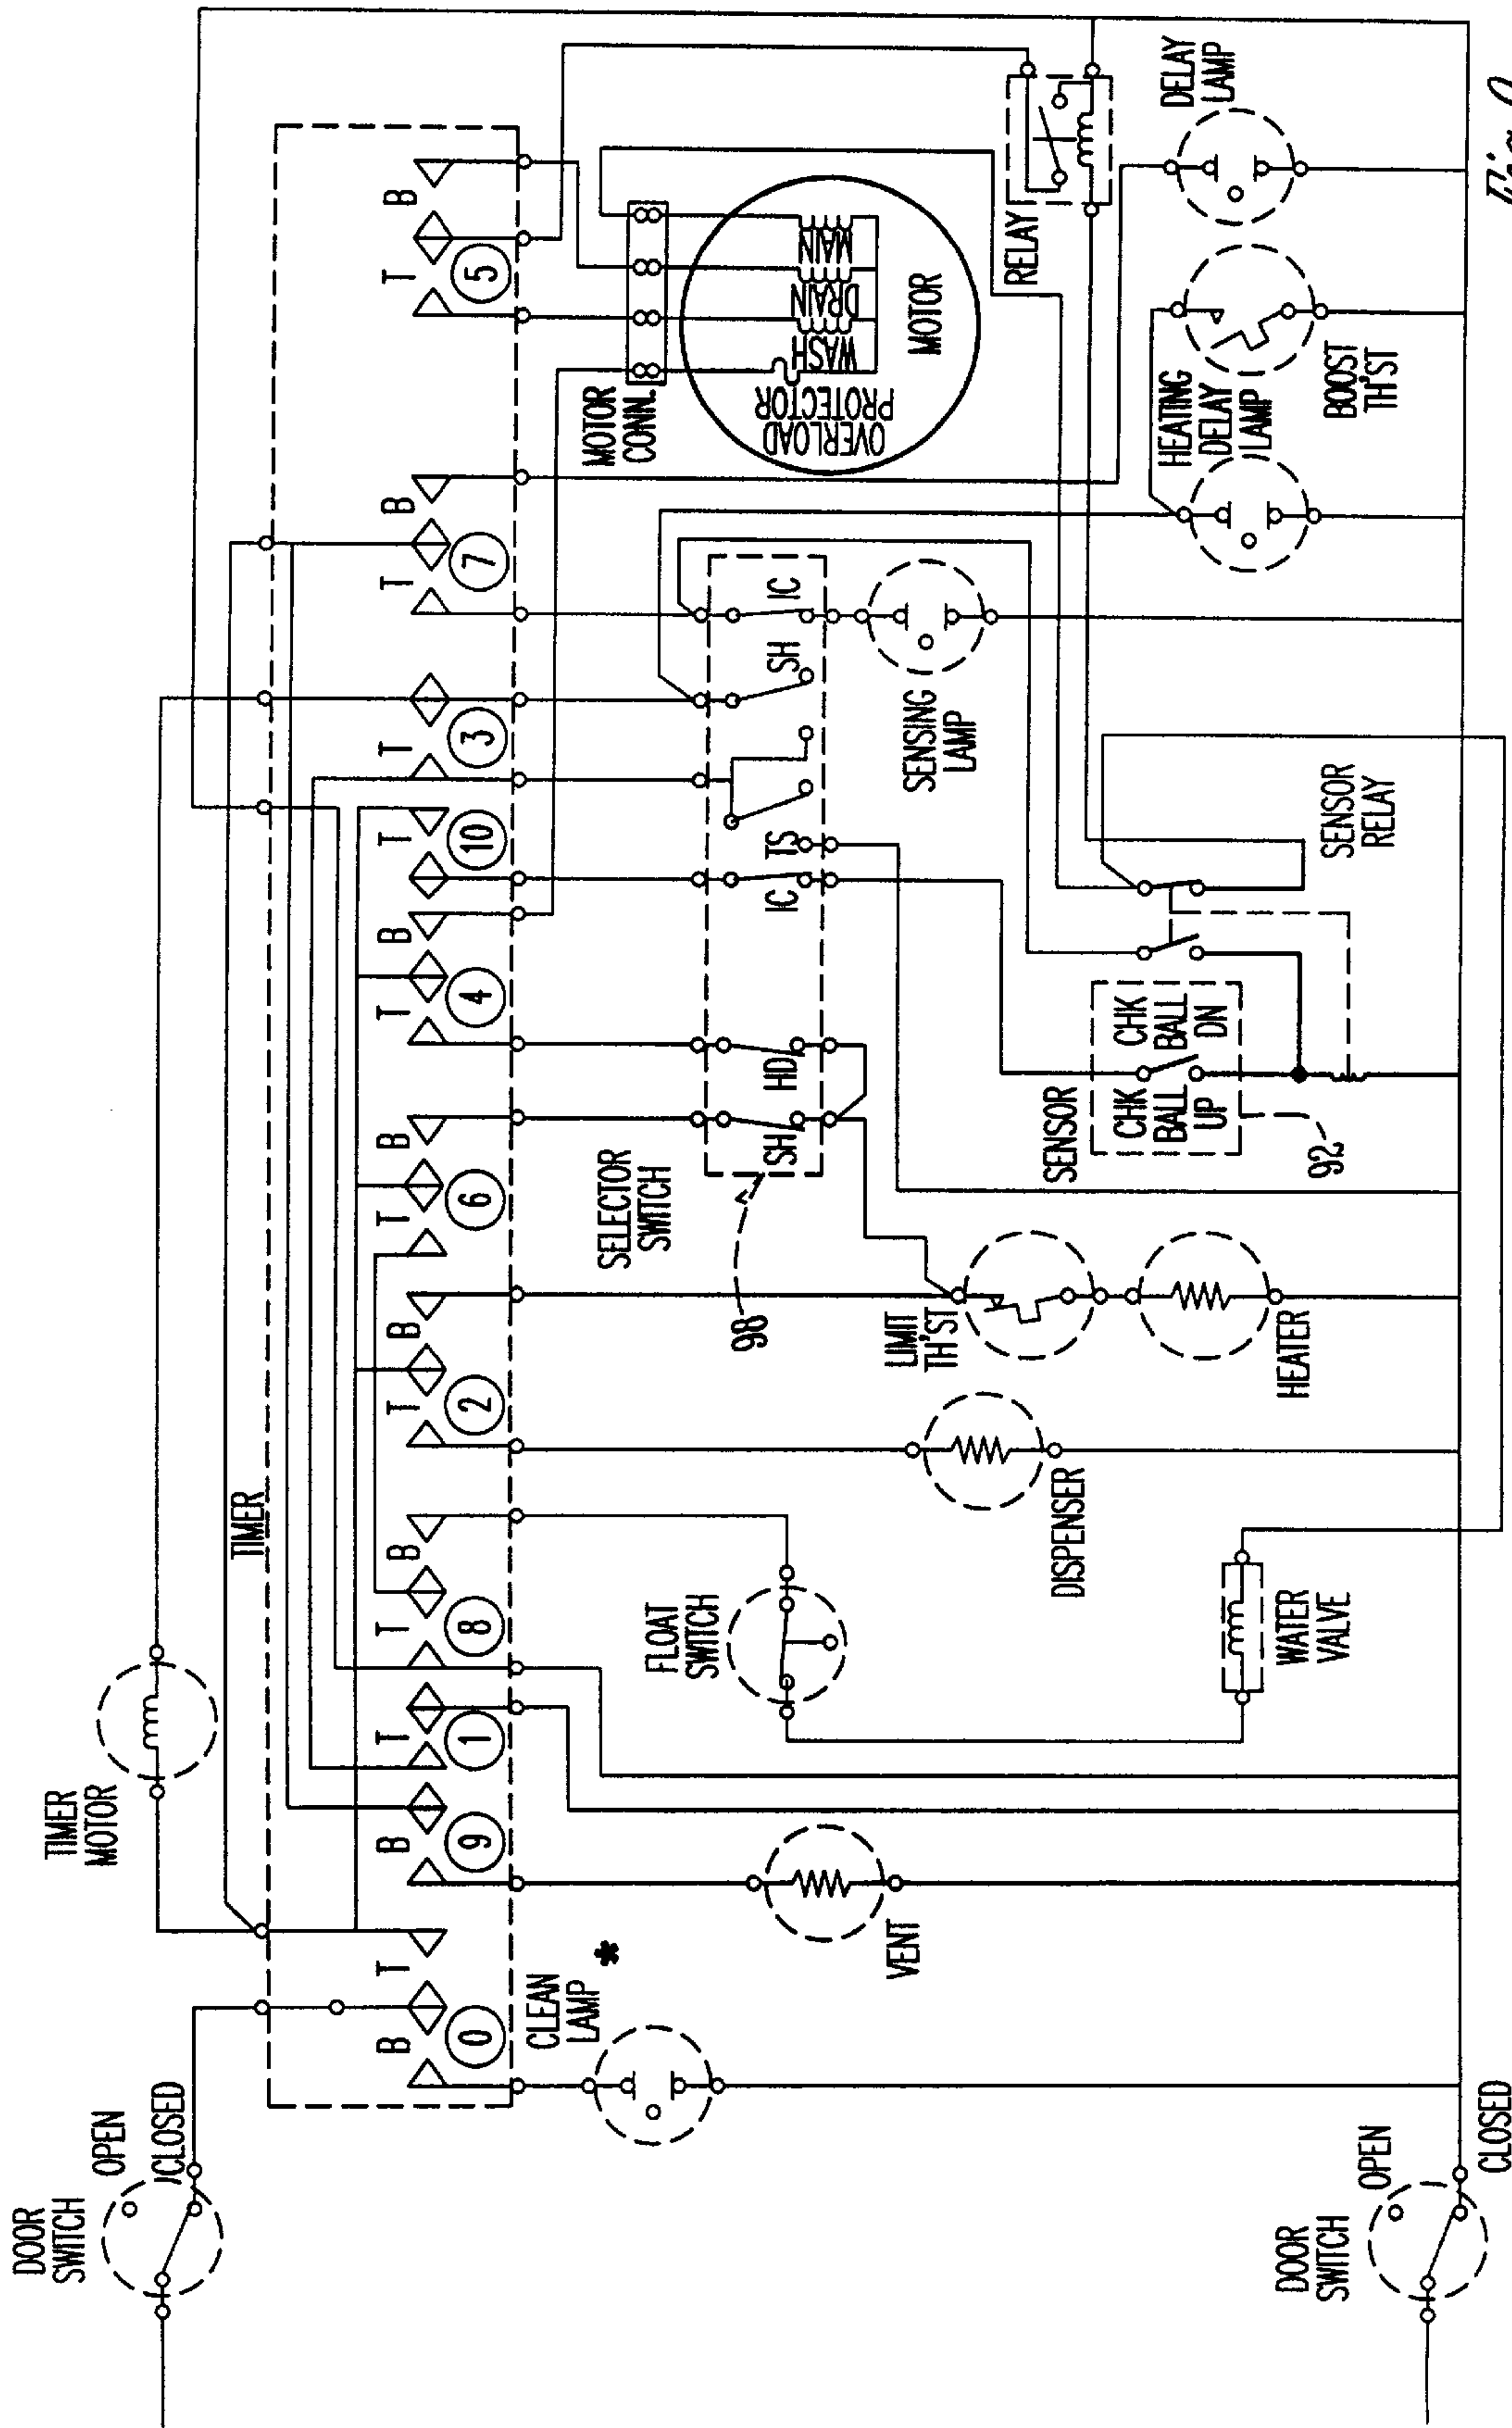 DOOR
SWITCH
OPEN
CLOSED
TIMER
MOTOR
TIMER
B
0
T
B
9
T
1
T
8
B
T
2
B
T
6
B
T
4
B
10
T
T
3
T
7
B
T
5
B
CLEAN
LAMP *
VENT
FLOAT
SWITCH
WATER
VALVE
DISPENSER
LIMIT
TH'ST
HEATER
SELECTOR
SWITCH
98
SH
HD
IC
TS
SH
IC
SENSOR
CHK
BALL
UP
CHK
BALL
DN
92
SENSOR
RELAY
SENSING
LAMP
MOTOR
CONN.
OVERLOAD
PROTECTOR
WASH
DRAIN
MAIN
MOTOR
RELAY
HEATING
DELAY
LAMP
BOOST
TH'ST
DELAY
LAMP
DOOR
SWITCH
OPEN
CLOSED